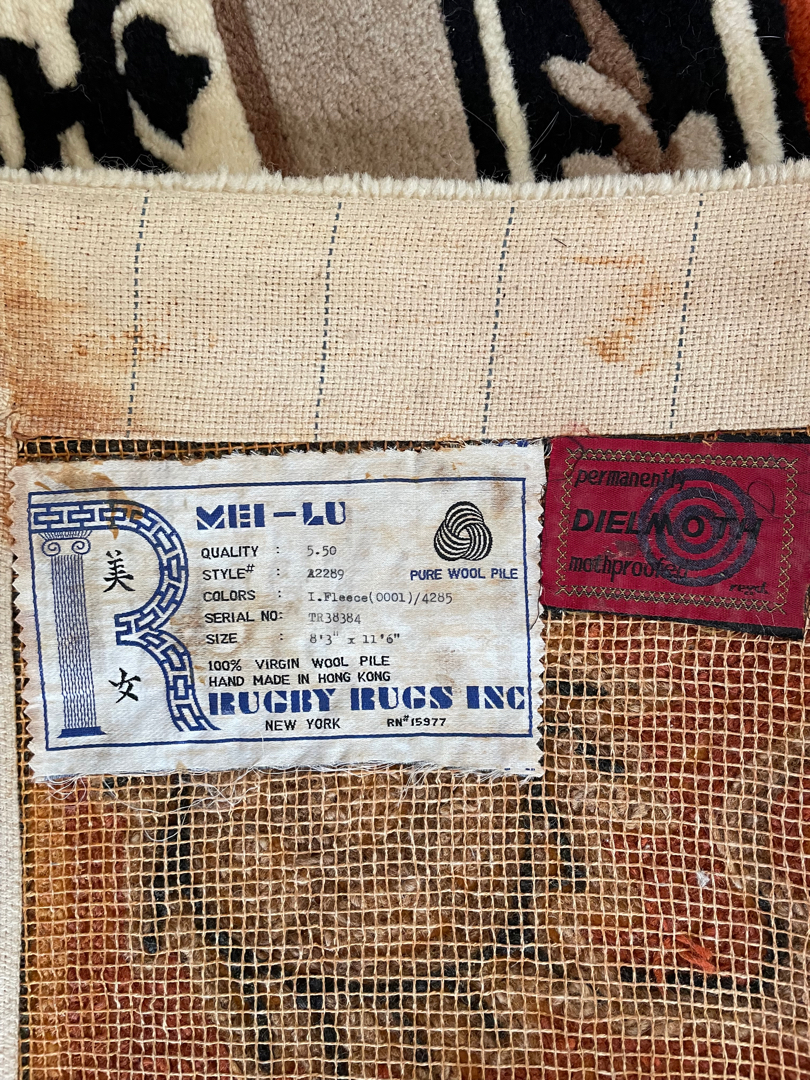 MEI-LU
QUALITY : 5.50
STYLE# : A2289
COLORS : I.Fleece(0001)/4285
SERIAL NO: TR38384
SIZE : 8'3" x 11'6"
100% VIRGIN WOOL PILE
HAND MADE IN HONG KONG
RUGBY RUGS INC
NEW YORK RN#15977
美
女
R
PURE WOOL PILE
permanently
DIELMOTH
mothproofed